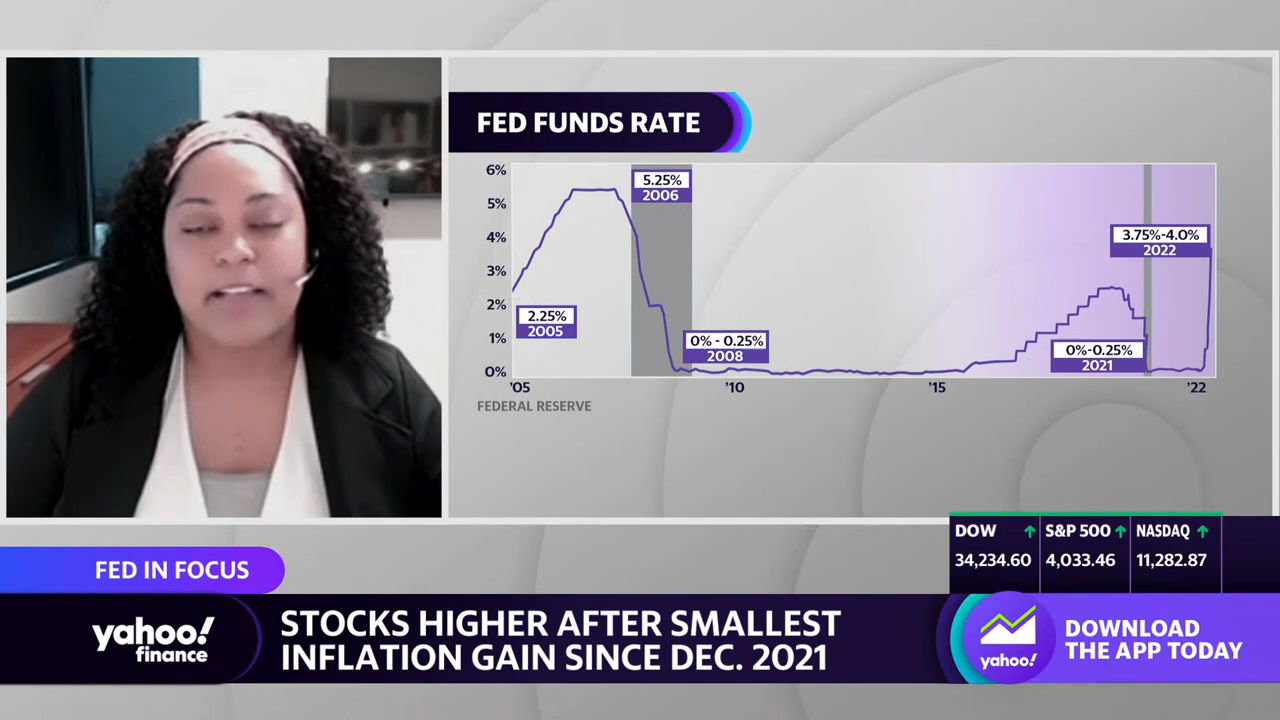 FED FUNDS RATE
6%
5%
4%
3%
2%
1%
0%
5.25%
2006
3.75%-4.0%
2022
2.25%
2005
0% - 0.25%
2008
0%-0.25%
2021
'05
'10
'15
'22
FEDERAL RESERVE
DOW
34,234.60
S&P 500
4,033.46
NASDAQ
11,282.87
FED IN FOCUS
yahoo!
finance
STOCKS HIGHER AFTER SMALLEST
INFLATION GAIN SINCE DEC. 2021
yahoo!
DOWNLOAD
THE APP TODAY